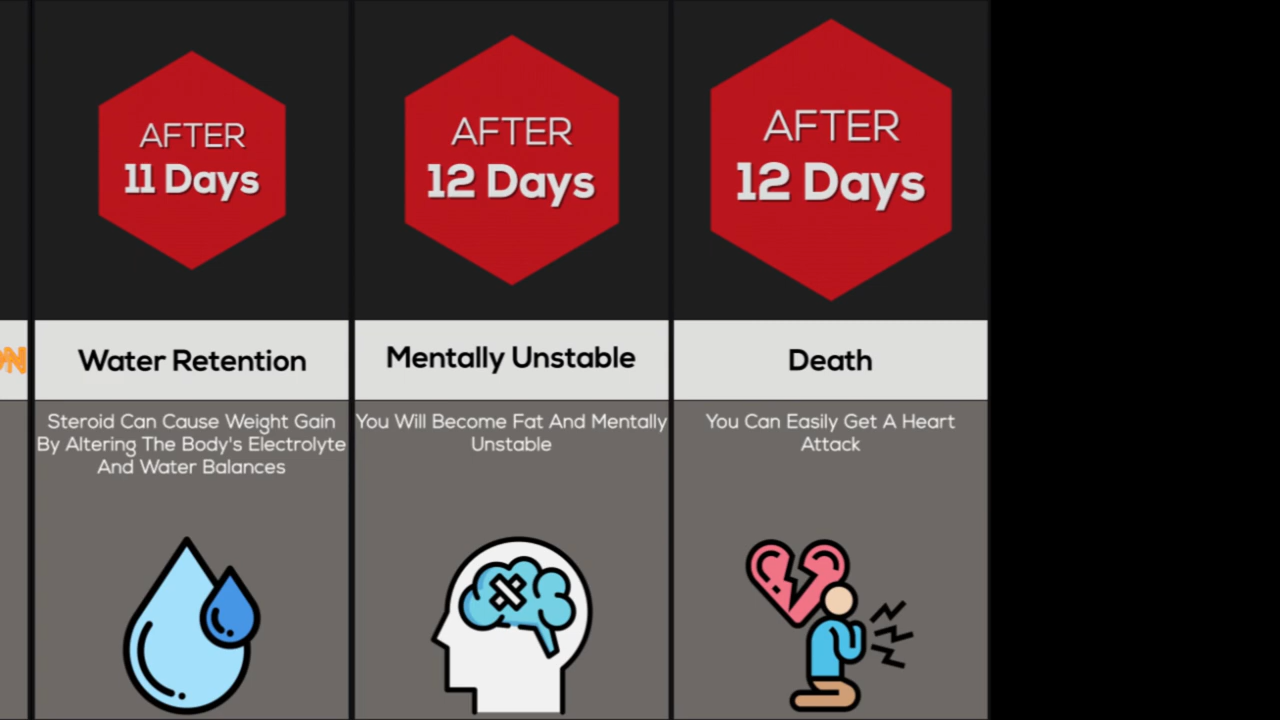 AFTER
11 Days
Water Retention
Steroid Can Cause Weight Gain
By Altering The Body's Electrolyte
And Water Balances
AFTER
12 Days
Mentally Unstable
You Will Become Fat And Mentally
Unstable
AFTER
12 Days
Death
You Can Easily Get A Heart
Attack